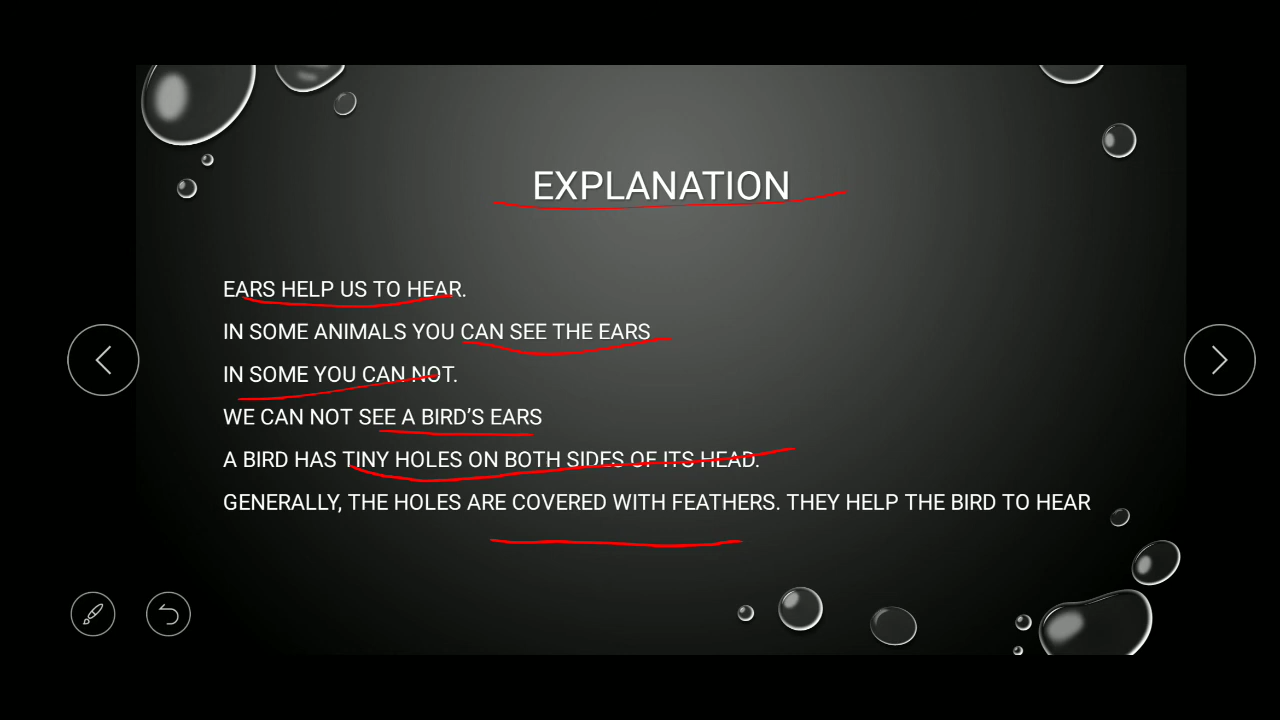 EXPLANATION
EARS HELP US TO HEAR.
IN SOME ANIMALS YOU CAN SEE THE EARS
IN SOME YOU CAN NOT.
WE CAN NOT SEE A BIRD'S EARS
A BIRD HAS TINY HOLES ON BOTH SIDES OF ITS HEAD.
GENERALLY, THE HOLES ARE COVERED WITH FEATHERS. THEY HELP THE BIRD TO HEAR